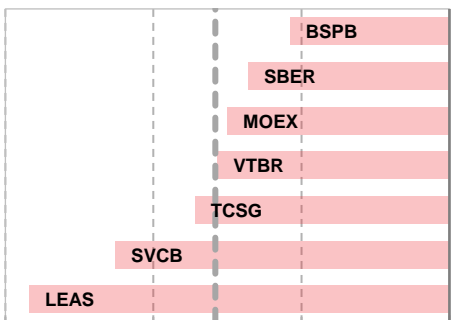 BSPB
SBER
MOEX
VTBR
TCSG
SVCB
LEAS